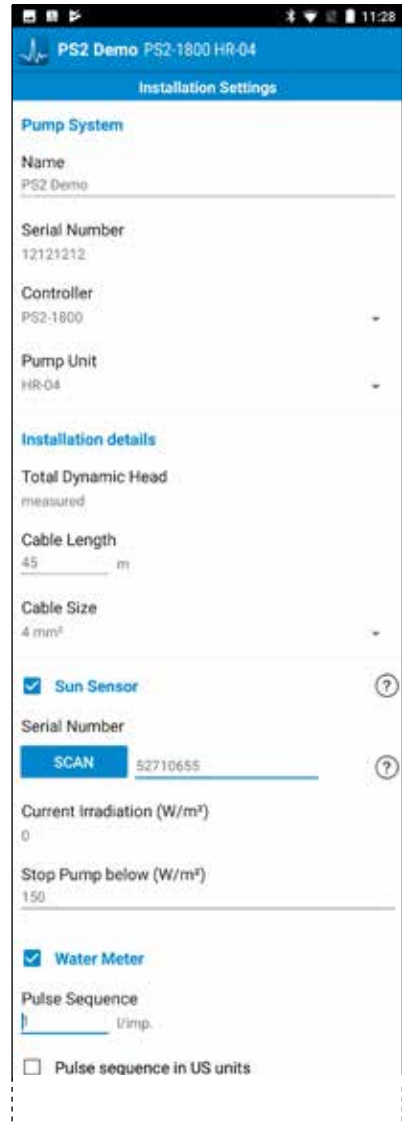 11:28
PS2 Demo PS2-1800 HR-04
Installation Settings
Pump System
Name
PS2 Demo
Serial Number
12121212
Controller
PS2-1800
Pump Unit
HR-04
Installation details
Total Dynamic Head
measured
Cable Length
45 m
Cable Size
4 mm²
Sun Sensor ?
Serial Number
SCAN 52710655 ?
Current Irradiation (W/m²)
0
Stop Pump below (W/m²)
150
Water Meter
Pulse Sequence
1 l/imp.
Pulse sequence in US units